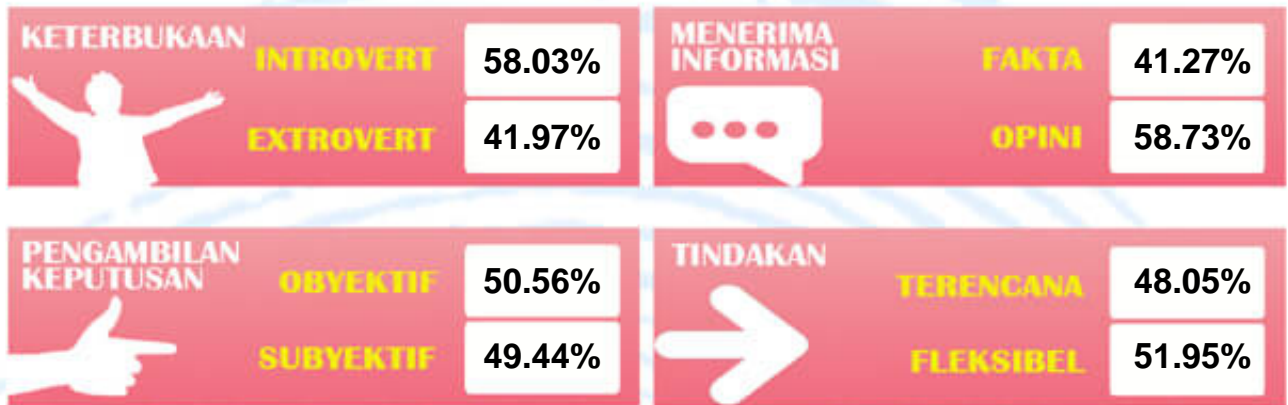 KETERBUKAAN
INTROVERT 58.03%
EXTROVERT 41.97%
MENERIMA
INFORMASI
FAKTA 41.27%
OPINI 58.73%
PENGAMBILAN
KEPUTUSAN
OBYEKTIF 50.56%
SUBYEKTIF 49.44%
TINDAKAN
TERENCANA 48.05%
FLEKSIBEL 51.95%